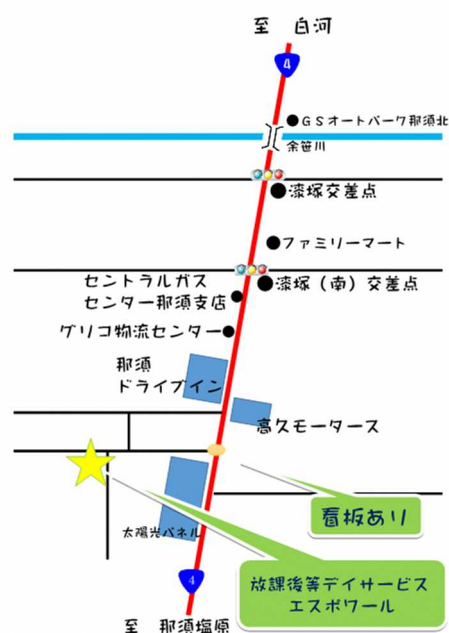 至　白河
4
GSオートパーク那須北
余笹川
漆塚交差点
ファミリーマート
漆塚（南）交差点
セントラルガス
センター那須支店
グリコ物流センター
那須
ドライブイン
高久モータース
看板あり
太陽光パネル
放課後等デイサービス
エスポワール
4
至　那須塩原